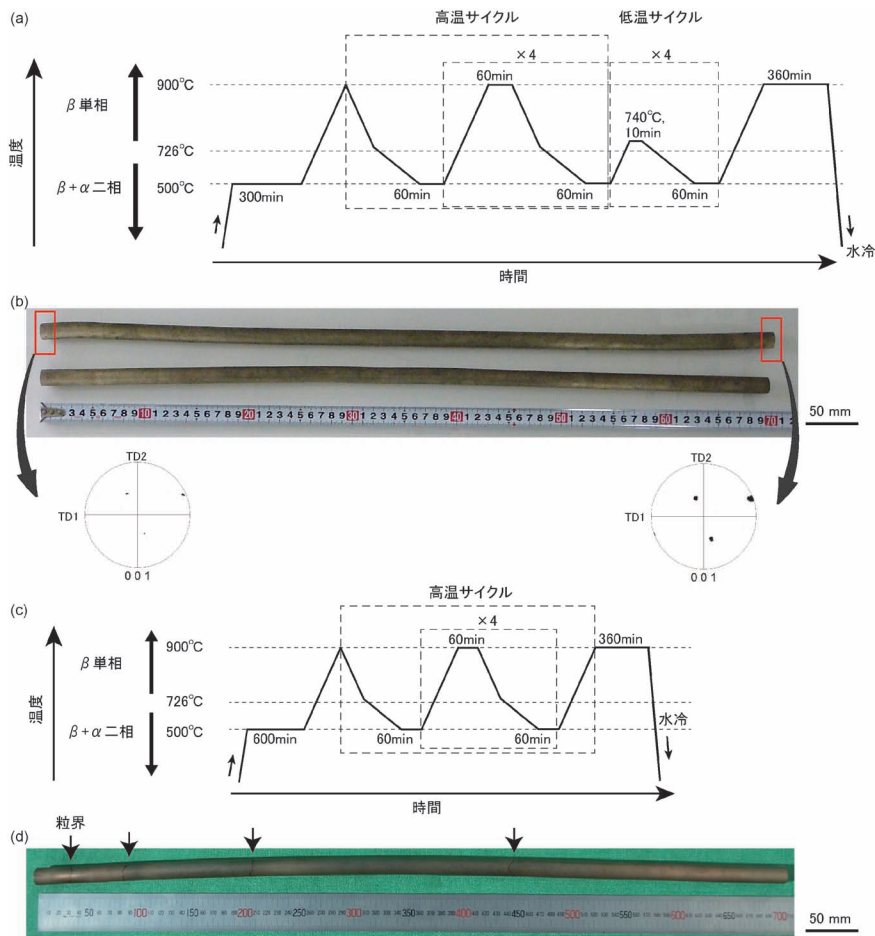 (a)
高温サイクル
低温サイクル
×4
×4
900℃
60min
360min
β単相
740℃,
10min
726℃
温度
β+α二相
500℃
300min
60min
60min
60min
水冷
時間
(b)
50 mm
TD2
TD1
0 0 1
TD2
TD1
0 0 1
(c)
高温サイクル
×4
900℃
60min
360min
β単相
726℃
温度
水冷
β+α二相
500℃
600min
60min
60min
時間
粒界
(d)
50 mm